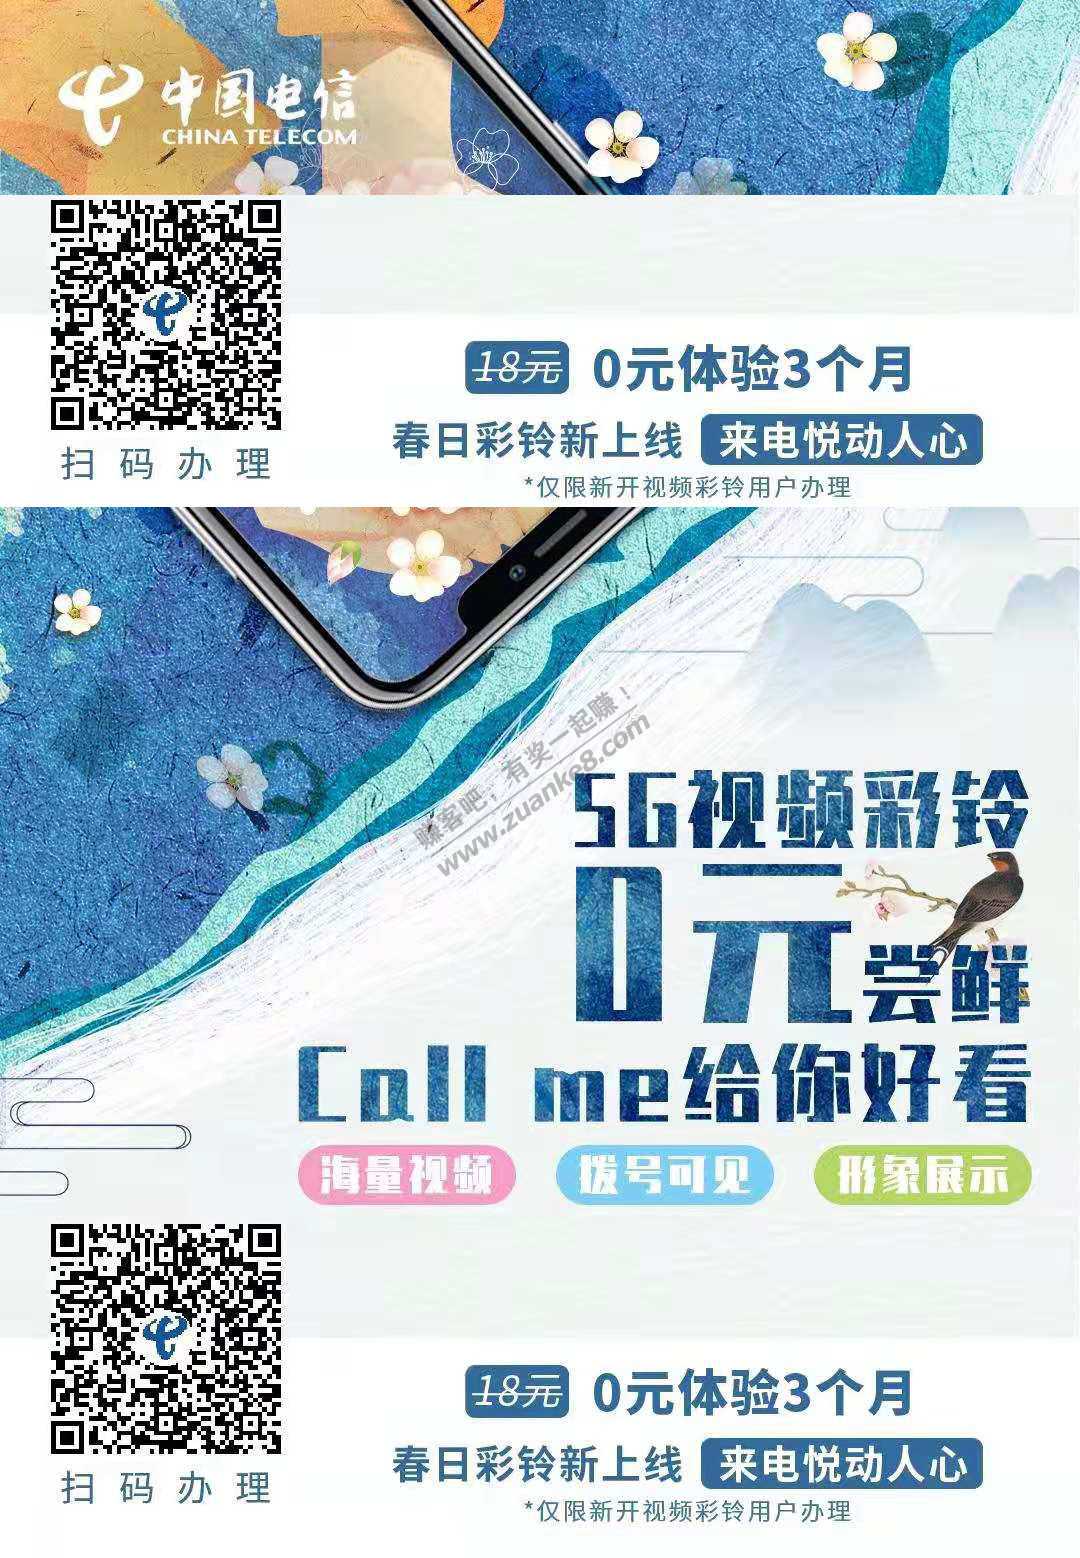 中国电信
CHINA TELECOM
18元 0元体验3个月
扫码办理
春日彩铃新上线 来电悦动人心
*仅限新开视频彩铃用户办理
赚客吧，有奖一起赚！
www.zuanke8.com
5G视频彩铃
0元尝鲜
Call me给你好看
海量视频 拨号可见 形象展示
18元 0元体验3个月
春日彩铃新上线 来电悦动人心
扫码办理
*仅限新开视频彩铃用户办理